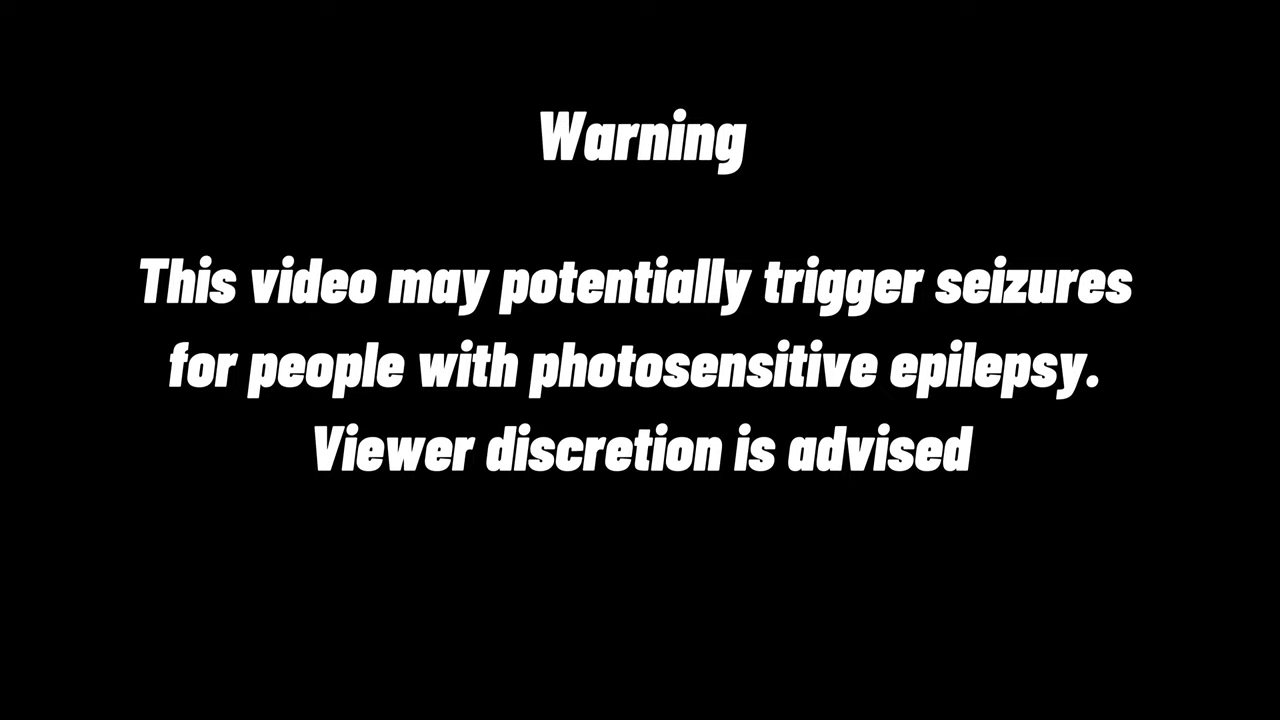 Warning
This video may potentially trigger seizures
for people with photosensitive epilepsy.
Viewer discretion is advised